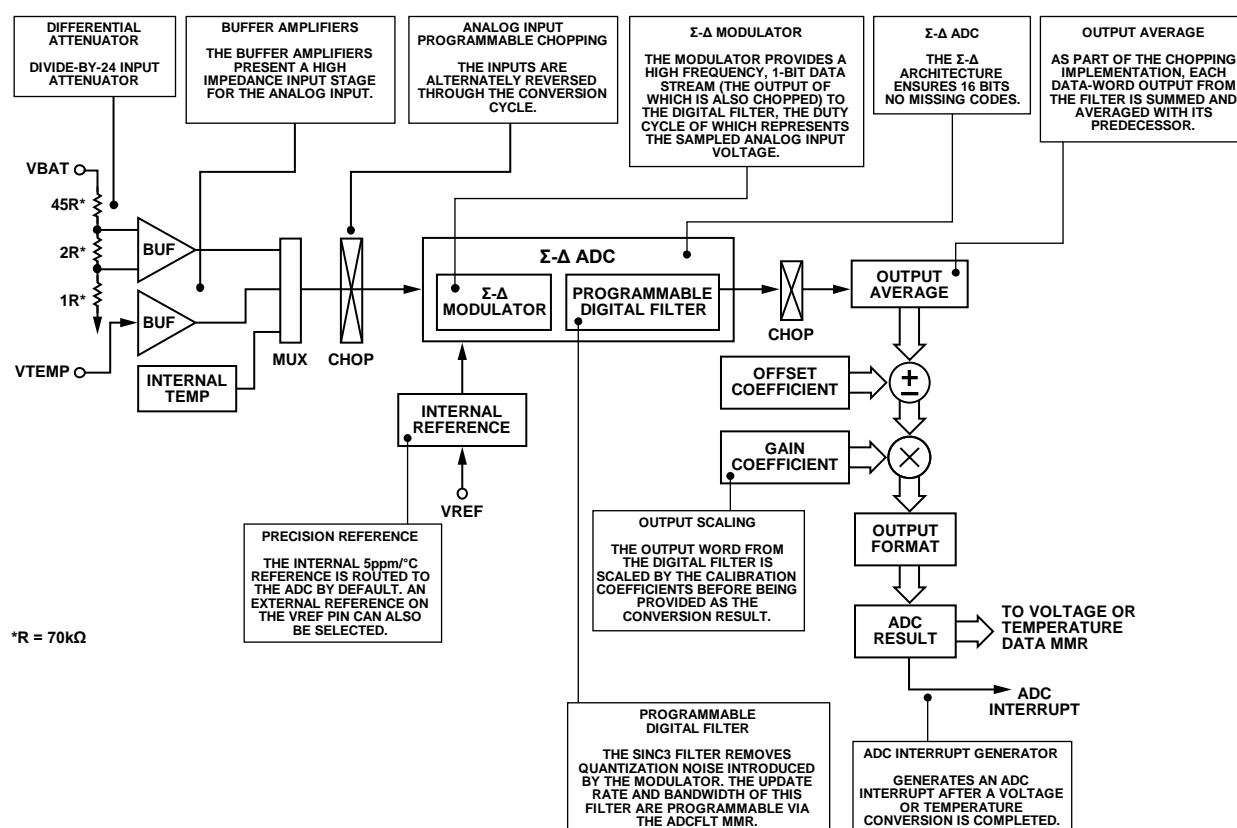 DIFFERENTIAL
ATTENUATOR
DIVIDE-BY-24 INPUT
ATTENUATOR
BUFFER AMPLIFIERS
THE BUFFER AMPLIFIERS
PRESENT A HIGH
IMPEDANCE INPUT STAGE
FOR THE ANALOG INPUT.
ANALOG INPUT
PROGRAMMABLE CHOPPING
THE INPUTS ARE
ALTERNATELY REVERSED
THROUGH THE CONVERSION
CYCLE.
Σ-Δ MODULATOR
THE MODULATOR PROVIDES A
HIGH FREQUENCY, 1-BIT DATA
STREAM (THE OUTPUT OF
WHICH IS ALSO CHOPPED) TO
THE DIGITAL FILTER, THE DUTY
CYCLE OF WHICH REPRESENTS
THE SAMPLED ANALOG INPUT
VOLTAGE.
Σ-Δ ADC
THE Σ-Δ
ARCHITECTURE
ENSURES 16 BITS
NO MISSING CODES.
OUTPUT AVERAGE
AS PART OF THE CHOPPING
IMPLEMENTATION, EACH
DATA-WORD OUTPUT FROM
THE FILTER IS SUMMED AND
AVERAGED WITH ITS
PREDECESSOR.
VBAT
45R*
2R*
1R*
BUF
BUF
VTEMP
INTERNAL
TEMP
MUX
CHOP
Σ-Δ ADC
Σ-Δ
MODULATOR
PROGRAMMABLE
DIGITAL FILTER
CHOP
OUTPUT
AVERAGE
INTERNAL
REFERENCE
VREF
OFFSET
COEFFICIENT
±
GAIN
COEFFICIENT
×
OUTPUT
FORMAT
ADC
RESULT
TO VOLTAGE OR
TEMPERATURE
DATA MMR
ADC
INTERRUPT
PRECISION REFERENCE
THE INTERNAL 5ppm/°C
REFERENCE IS ROUTED TO
THE ADC BY DEFAULT. AN
EXTERNAL REFERENCE ON
THE VREF PIN CAN ALSO
BE SELECTED.
OUTPUT SCALING
THE OUTPUT WORD FROM
THE DIGITAL FILTER IS
SCALED BY THE CALIBRATION
COEFFICIENTS BEFORE BEING
PROVIDED AS THE
CONVERSION RESULT.
*R = 70kΩ
PROGRAMMABLE
DIGITAL FILTER
THE SINC3 FILTER REMOVES
QUANTIZATION NOISE INTRODUCED
BY THE MODULATOR. THE UPDATE
RATE AND BANDWIDTH OF THIS
FILTER ARE PROGRAMMABLE VIA
THE ADCFLT MMR.
ADC INTERRUPT GENERATOR
GENERATES AN ADC
INTERRUPT AFTER A VOLTAGE
OR TEMPERATURE
CONVERSION IS COMPLETED.